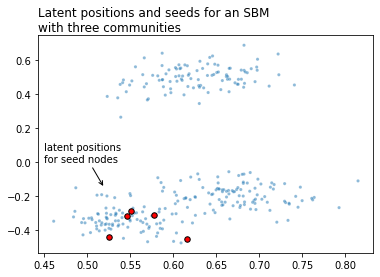 Latent positions and seeds for an SBM
with three communities
0.6
0.4
0.2
latent positions
for seed nodes
0.0
−0.2
−0.4
0.45 0.50 0.55 0.60 0.65 0.70 0.75 0.80